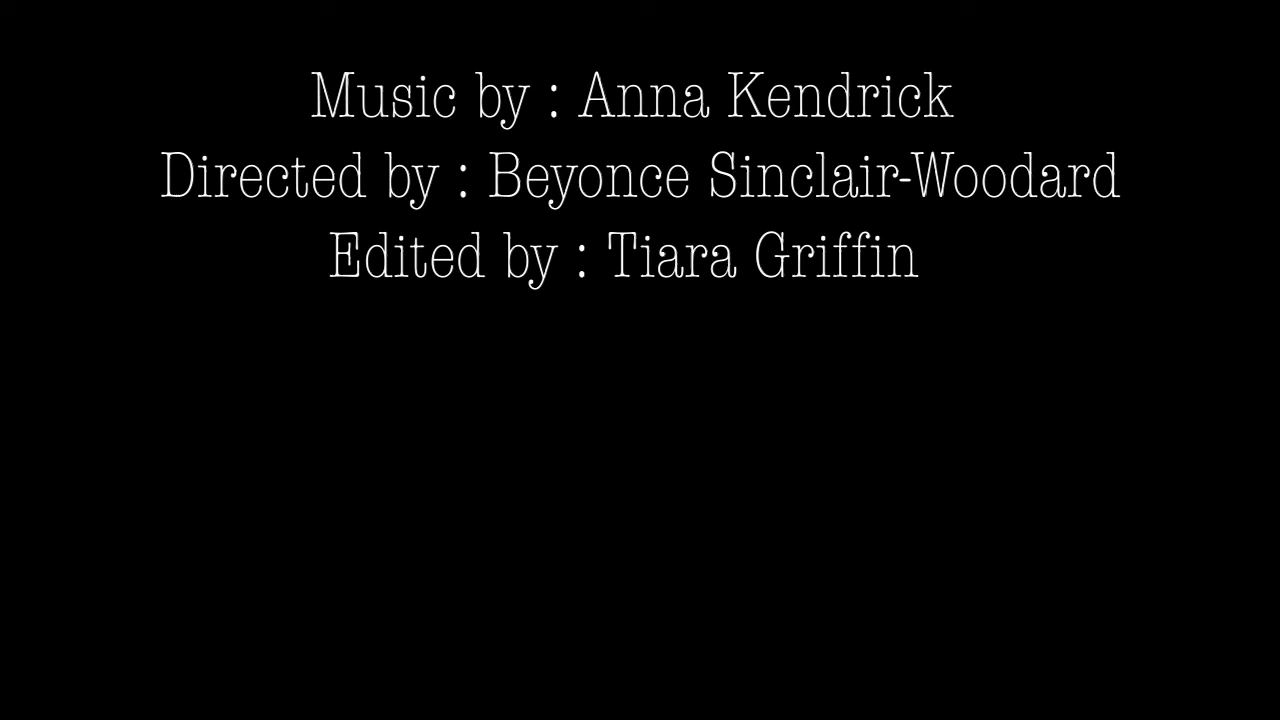 Music by : Anna Kendrick
Directed by : Beyonce Sinclair-Woodard
Edited by : Tiara Griffin